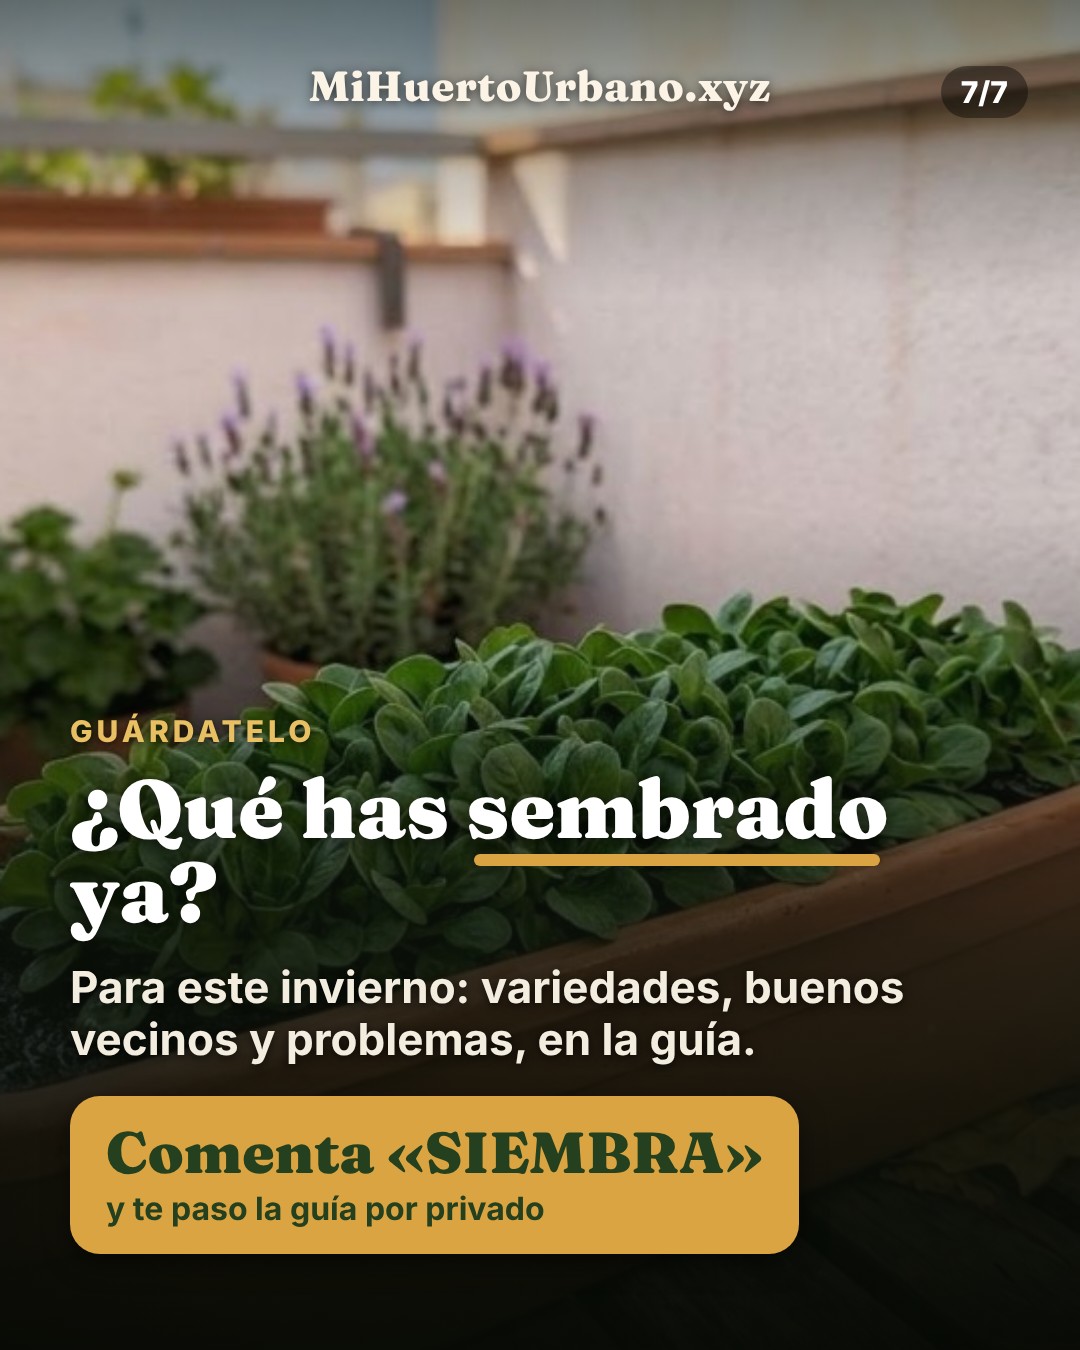 MiHuertoUrbano.xyz
7/7
GUÁRDATELO
¿Qué has sembrado
ya?
Para este invierno: variedades, buenos
vecinos y problemas, en la guía.
Comenta «SIEMBRA»
y te paso la guía por privado